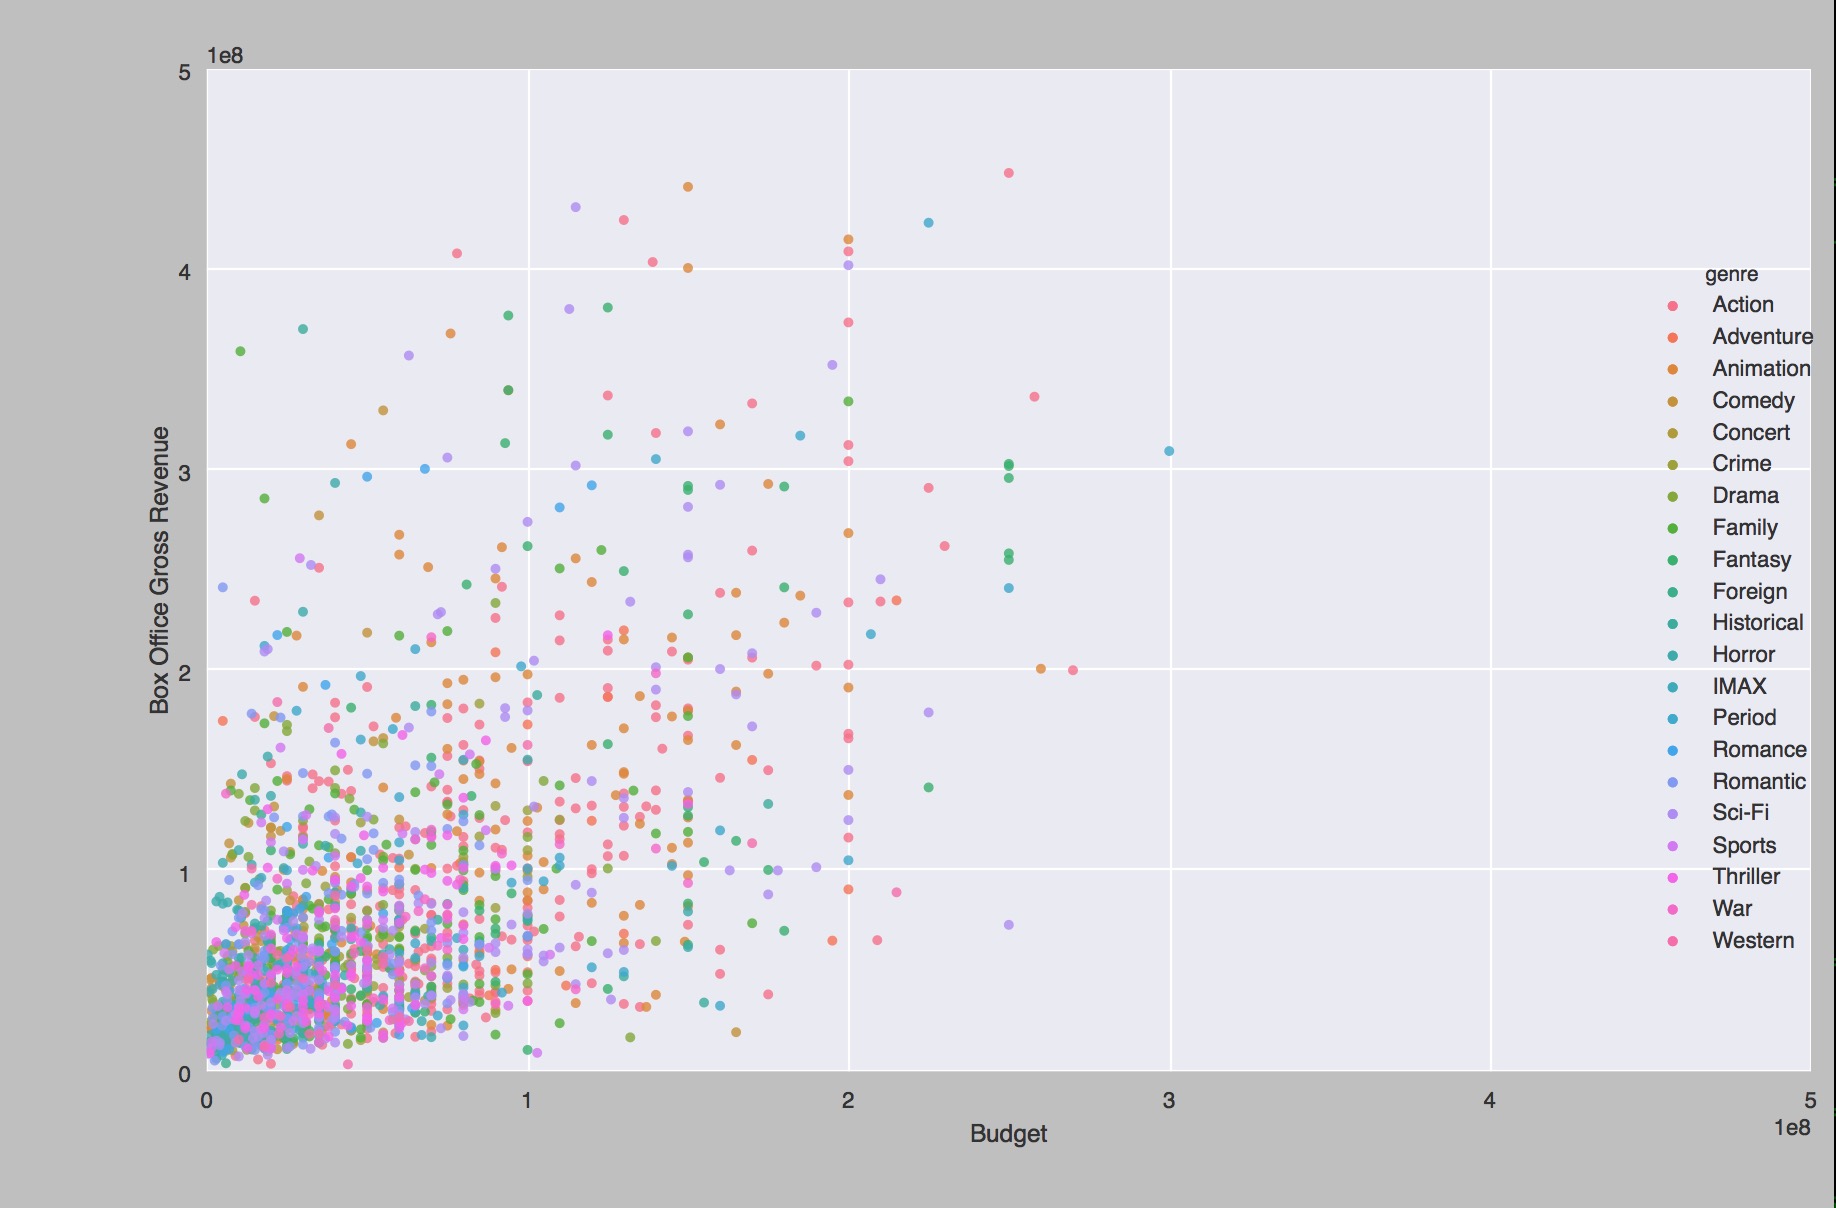 1e8
5
4
3
2
1
0
Box Office Gross Revenue
0 1 2 3 4 5
1e8
Budget
genre
Action
Adventure
Animation
Comedy
Concert
Crime
Drama
Family
Fantasy
Foreign
Historical
Horror
IMAX
Period
Romance
Romantic
Sci-Fi
Sports
Thriller
War
Western